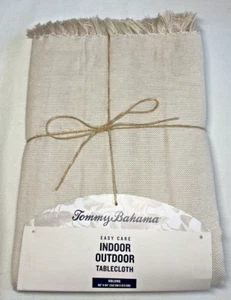 Tommy Bahama
EASY CARE
INDOOR
OUTDOOR
TABLECLOTH